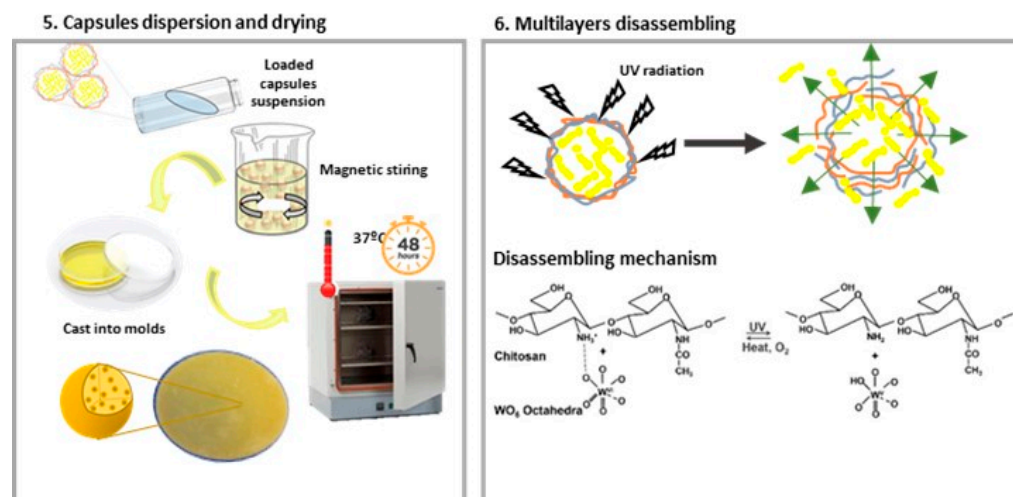 5. Capsules dispersion and drying
Loaded
capsules
suspension
Magnetic stiring
37ºC
48
hours
Cast into molds
6. Multilayers disassembling
UV radiation
Disassembling mechanism
OH
O
HO
NH₃⁺
O
OH
O
HO
N-H
CO
CH₃
O
Chitosan
+
O
O
O
W
O
O
O
WO₆ Octahedra
UV
Heat, O₂
OH
O
HO
NH₂
O
OH
O
HO
N-H
CO
CH₃
O
+
O
HO
O
W
O
O
O